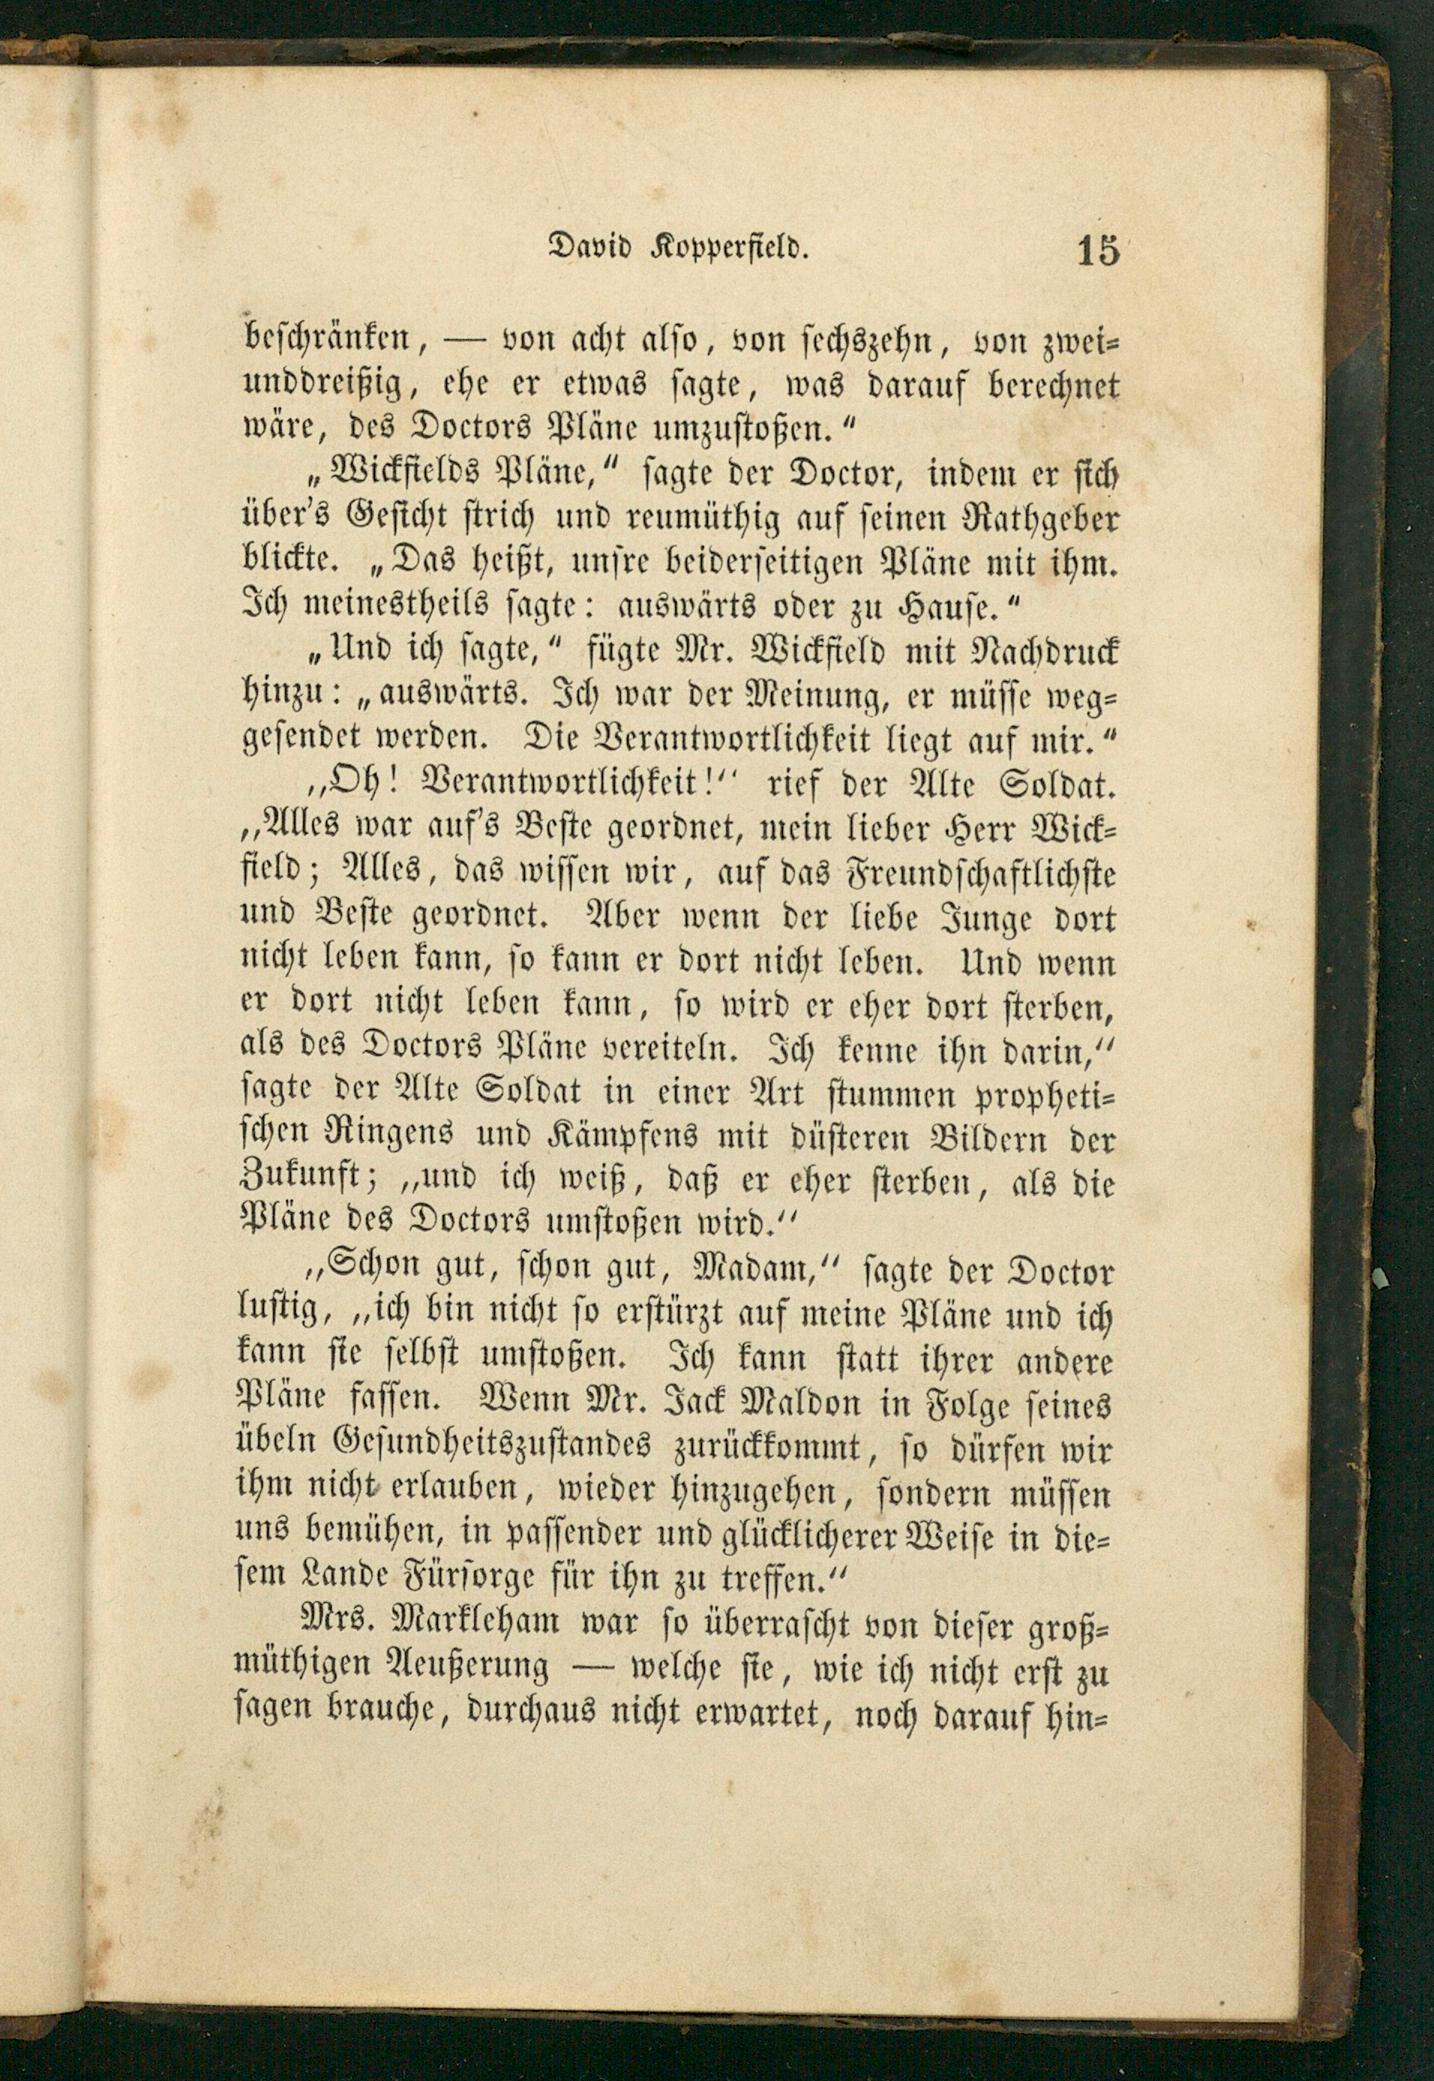 David Kopperfield. 15
beschränken, — von acht also, von sechszehn, von zwei-
unddreißig, ehe er etwas sagte, was darauf berechnet
wäre, des Doctors Pläne umzustoßen.“
„Wickfields Pläne,“ sagte der Doctor, indem er sich
über's Gesicht strich und reumüthig auf seinen Rathgeber
blickte. „Das heißt, unsre beiderseitigen Pläne mit ihm.
Ich meinestheils sagte: auswärts oder zu Hause.“
„Und ich sagte,“ fügte Mr. Wickfield mit Nachdruck
hinzu: „auswärts. Ich war der Meinung, er müsse weg-
gesendet werden. Die Verantwortlichkeit liegt auf mir.“
„Oh! Verantwortlichkeit!“ rief der Alte Soldat.
„Alles war auf's Beste geordnet, mein lieber Herr Wick-
field; Alles, das wissen wir, auf das Freundschaftlichste
und Beste geordnet. Aber wenn der liebe Junge dort
nicht leben kann, so kann er dort nicht leben. Und wenn
er dort nicht leben kann, so wird er eher dort sterben,
als des Doctors Pläne vereiteln. Ich kenne ihn darin,“
sagte der Alte Soldat in einer Art stummen propheti-
schen Ringens und Kämpfens mit düsteren Bildern der
Zukunft; „und ich weiß, daß er eher sterben, als die
Pläne des Doctors umstoßen wird.“
„Schon gut, schon gut, Madam,“ sagte der Doctor
lustig, „ich bin nicht so erstürzt auf meine Pläne und ich
kann sie selbst umstoßen. Ich kann statt ihrer andere
Pläne fassen. Wenn Mr. Jack Maldon in Folge seines
übeln Gesundheitszustandes zurückkommt, so dürfen wir
ihm nicht erlauben, wieder hinzugehen, sondern müssen
uns bemühen, in passender und glücklicherer Weise in die-
sem Lande Fürsorge für ihn zu treffen.“
Mrs. Markleham war so überrascht von dieser groß-
müthigen Aeußerung — welche sie, wie ich nicht erst zu
sagen brauche, durchaus nicht erwartet, noch darauf hin-